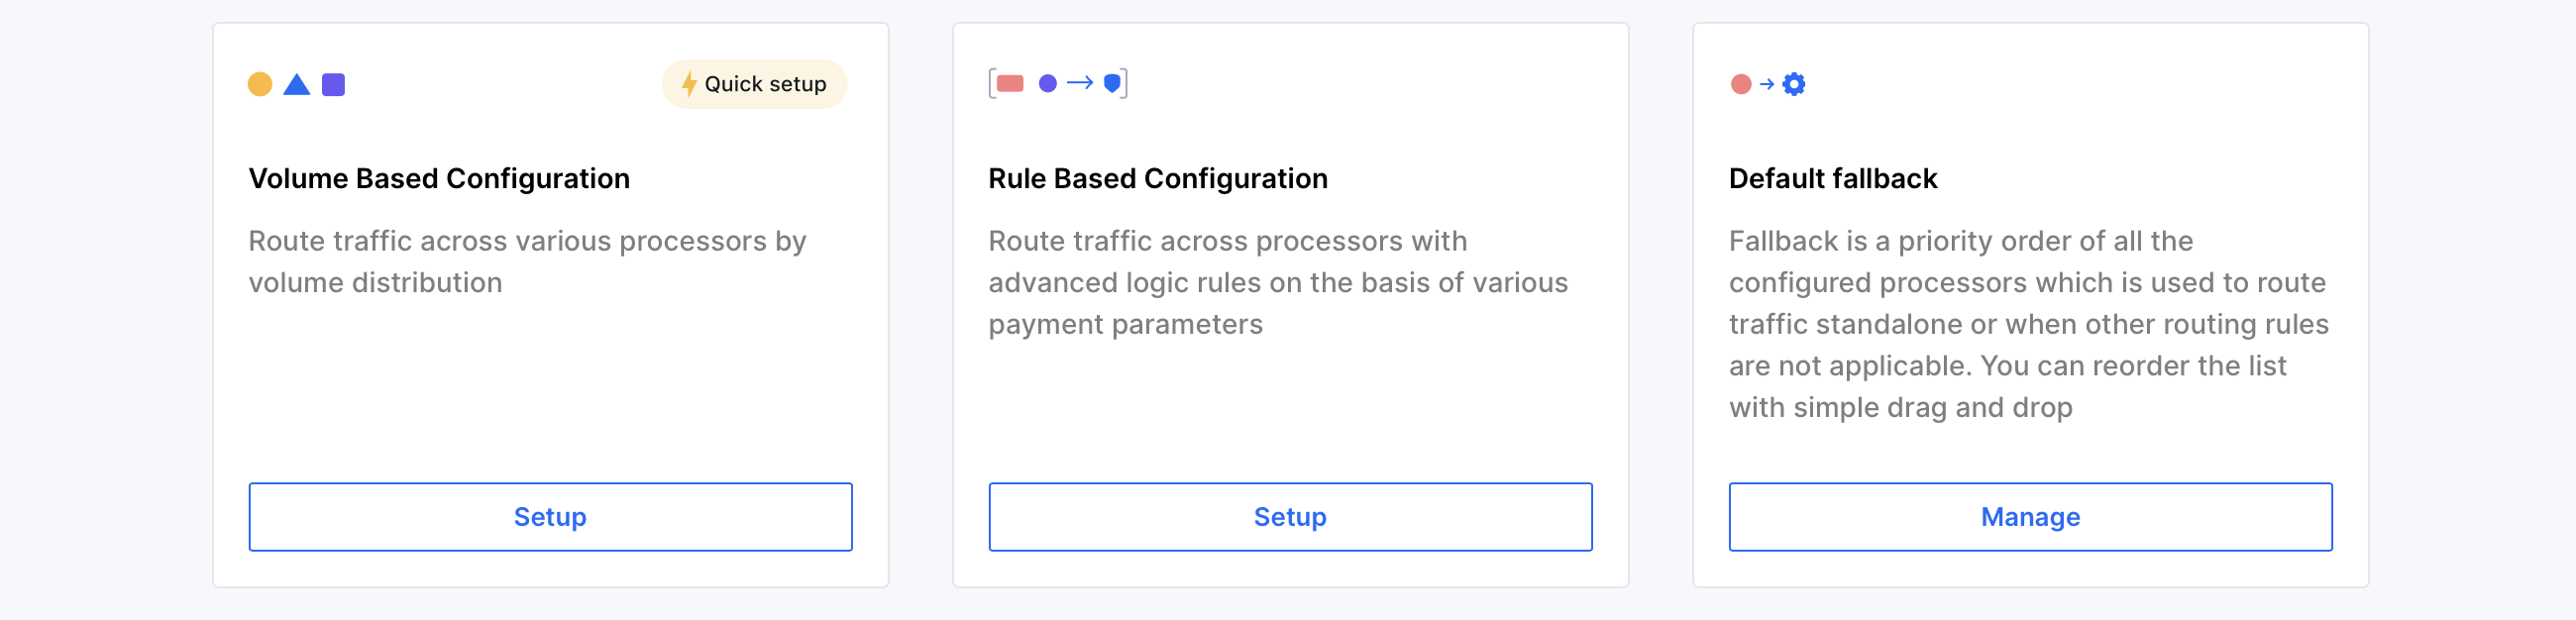 Quick setup
Volume Based Configuration
Route traffic across various processors by
volume distribution
Setup
Rule Based Configuration
Route traffic across processors with
advanced logic rules on the basis of various
payment parameters
Setup
Default fallback
Fallback is a priority order of all the
configured processors which is used to route
traffic standalone or when other routing rules
are not applicable. You can reorder the list
with simple drag and drop
Manage